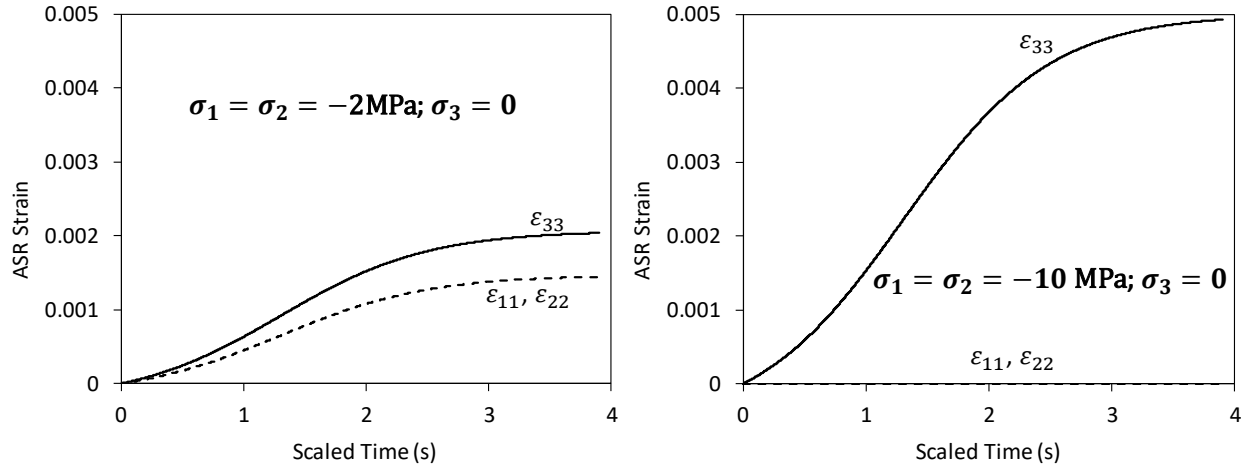 0.005
0.004
0.003
0.002
0.001
0
ASR Strain
σ₁ = σ₂ = −2MPa; σ₃ = 0
ε₃₃
ε₁₁, ε₂₂
0 1 2 3 4
Scaled Time (s)
0.005
0.004
0.003
0.002
0.001
0
ASR Strain
ε₃₃
σ₁ = σ₂ = −10 MPa; σ₃ = 0
ε₁₁, ε₂₂
0 1 2 3 4
Scaled Time (s)